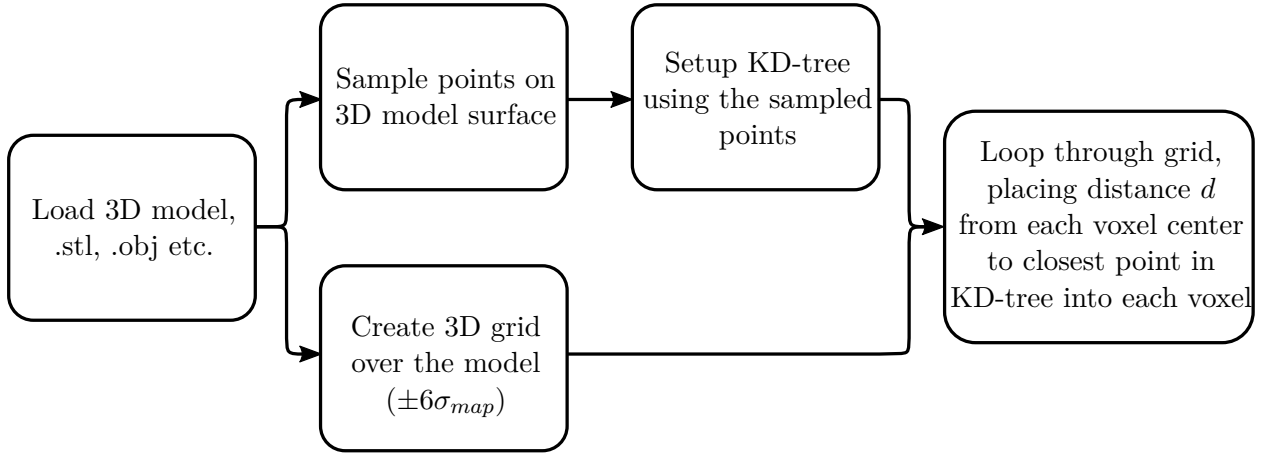 Load 3D model,
.stl, .obj etc.
Sample points on
3D model surface
Setup KD-tree
using the sampled
points
Create 3D grid
over the model
(±6σ_map)
Loop through grid,
placing distance d
from each voxel center
to closest point in
KD-tree into each voxel